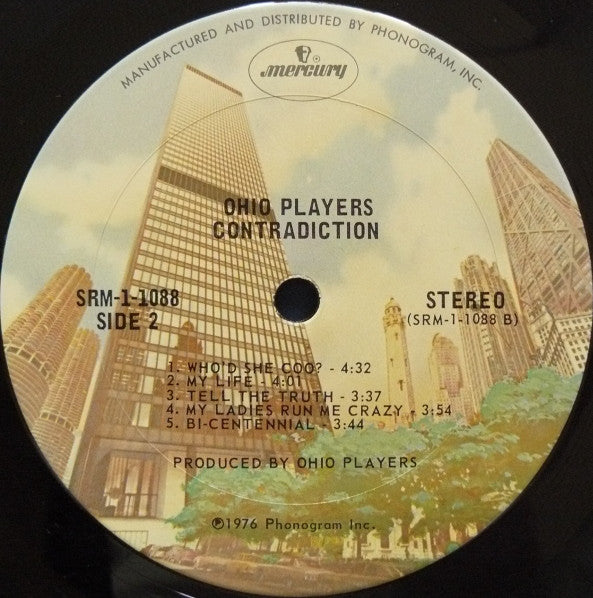 MANUFACTURED AND DISTRIBUTED BY PHONOGRAM, INC.
mercury
OHIO PLAYERS
CONTRADICTION
SRM-1-1088
SIDE 2
STEREO
(SRM-1-1088 B)
1. WHO'D SHE COO? - 4:32
2. MY LIFE - 4:01
3. TELL THE TRUTH - 3:37
4. MY LADIES RUN ME CRAZY - 3:54
5. BI-CENTENNIAL - 3:44
PRODUCED BY OHIO PLAYERS
℗1976 Phonogram Inc.